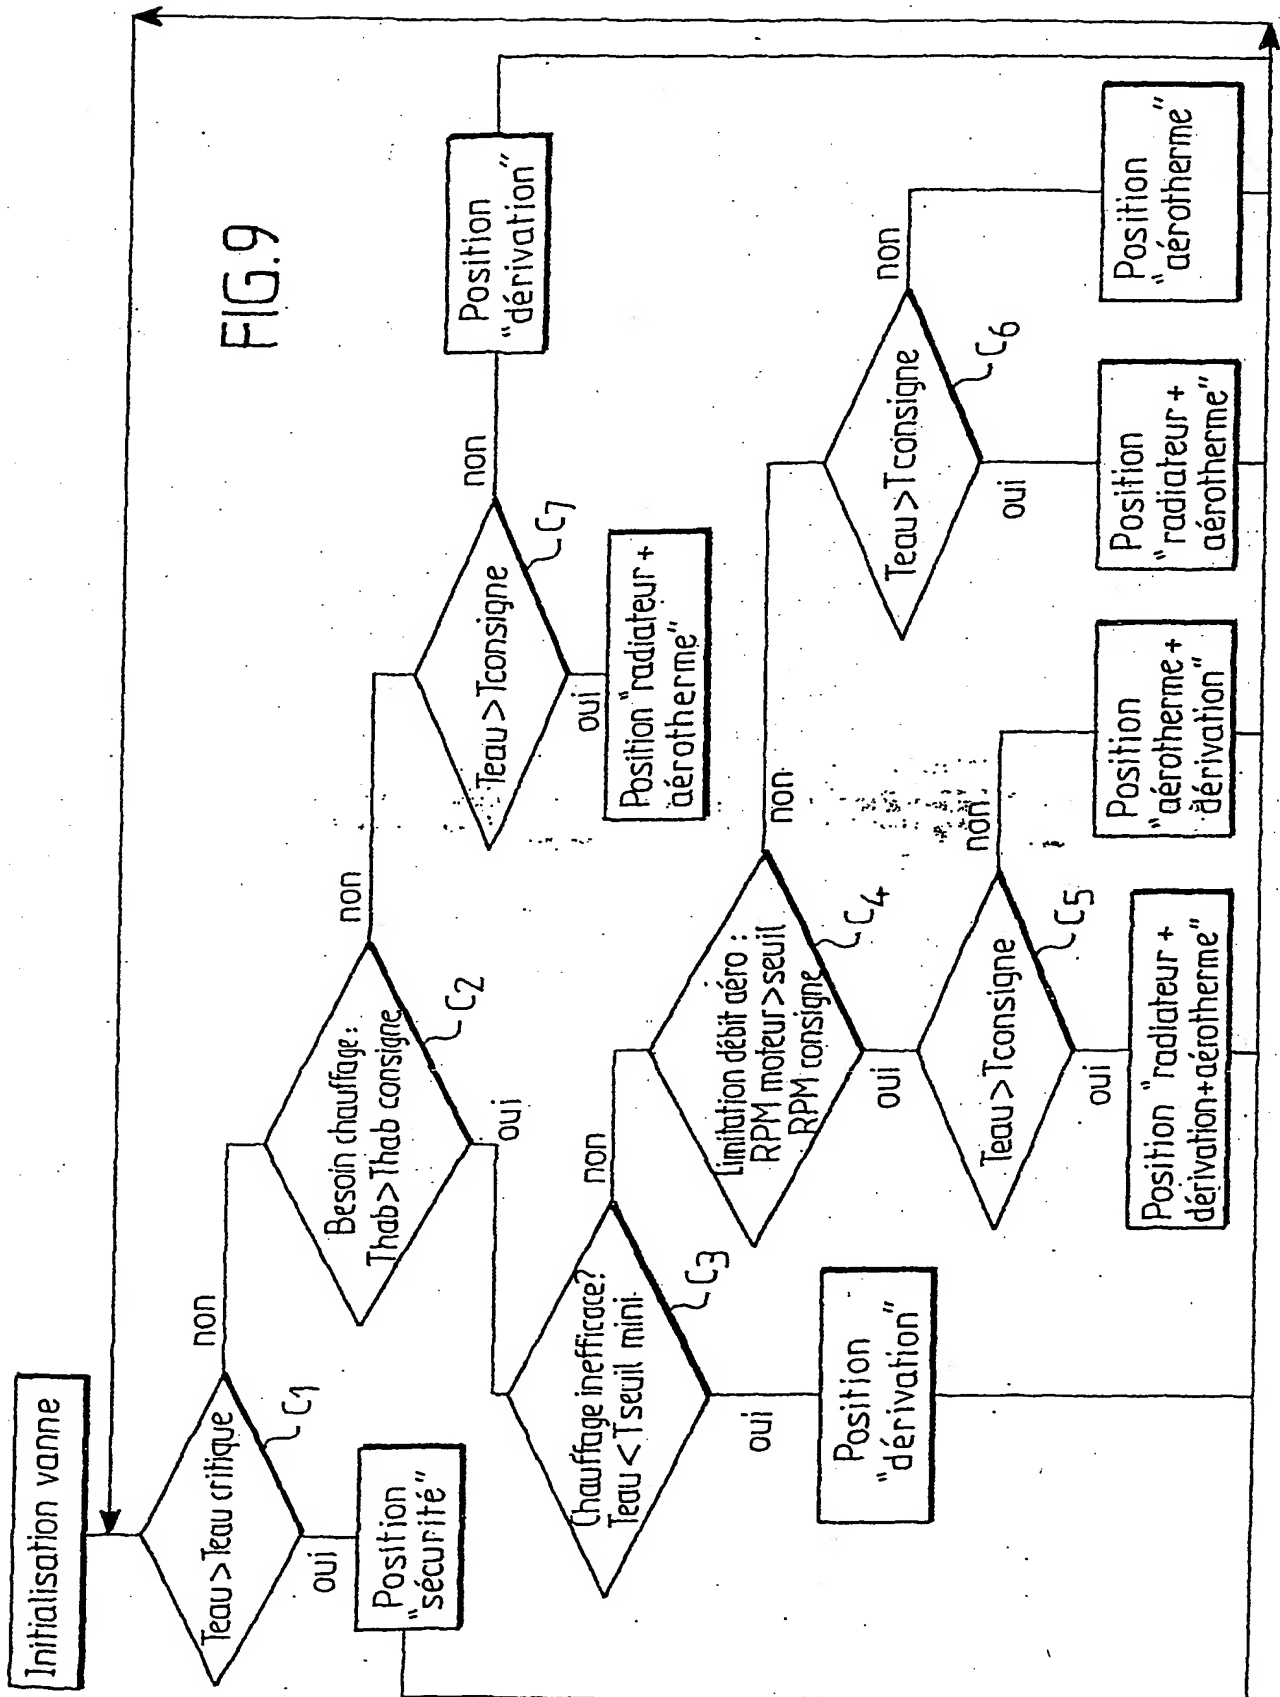 FIG.9
Initialisation vanne
Teau>Teau critique
C1
non
oui
Position
"sécurité"
Besoin chauffage:
Thab>Thab consigne
C2
non
oui
Teau>Tconsigne
C7
non
oui
Position
"dérivation"
Position "radiateur+
aérotherme"
Chauffage inefficace?
Teau<Tseuil mini.
C3
non
oui
Position
"dérivation"
Limitation débit aéro:
RPM moteur>seuil
RPM consigne
C4
non
oui
Teau>Tconsigne
C5
non
oui
Position "radiateur+
dérivation+aérotherme"
Position
"aérotherme+
dérivation"
Teau>Tconsigne
C6
non
oui
Position
"radiateur+
aérotherme"
Position
"aérotherme"